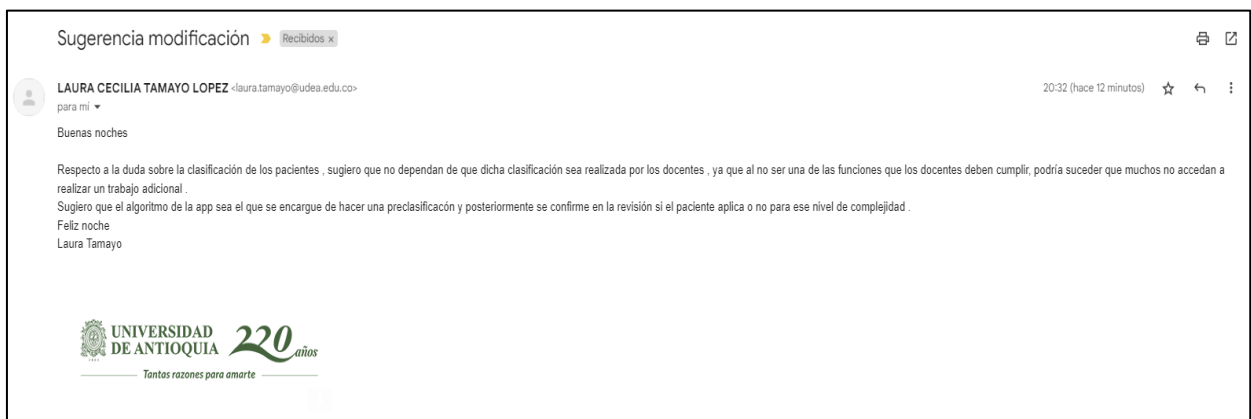 Sugerencia modificación Recibidos x
LAURA CECILIA TAMAYO LOPEZ <laura.tamayo@udea.edu.co> 20:32 (hace 12 minutos)
para mí
Buenas noches
Respecto a la duda sobre la clasificación de los pacientes , sugiero que no dependan de que dicha clasificación sea realizada por los docentes , ya que al no ser una de las funciones que los docentes deben cumplir, podría suceder que muchos no accedan a
realizar un trabajo adicional .
Sugiero que el algoritmo de la app sea el que se encargue de hacer una preclasificacón y posteriormente se confirme en la revisión si el paciente aplica o no para ese nivel de complejidad .
Feliz noche
Laura Tamayo
UNIVERSIDAD
DE ANTIOQUIA
220 años
Tantas razones para amarte